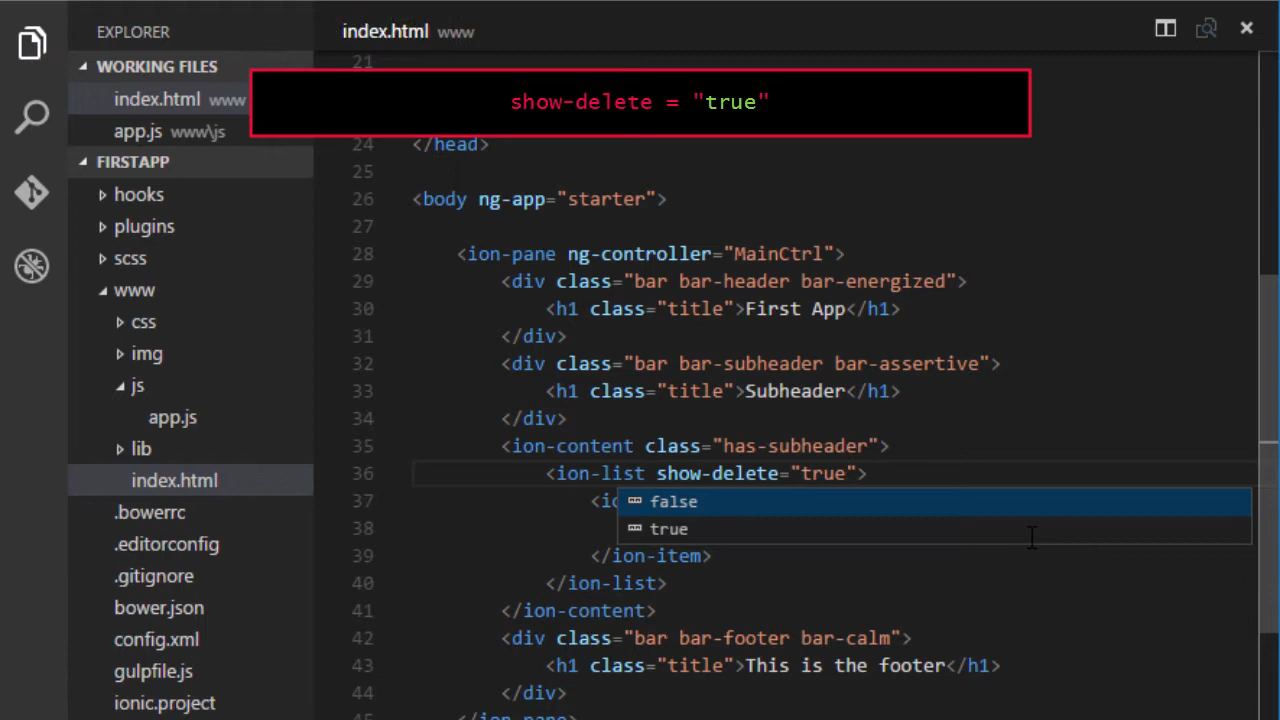 EXPLORER
WORKING FILES
index.html www
app.js www\js
FIRSTAPP
hooks
plugins
scss
www
css
img
js
app.js
lib
index.html
.bowerrc
.editorconfig
.gitignore
bower.json
config.xml
gulpfile.js
ionic.project
index.html www
show-delete = "true"
21
24 </head>
25
26 <body ng-app="starter">
27
28 <ion-pane ng-controller="MainCtrl">
29 <div class="bar bar-header bar-energized">
30 <h1 class="title">First App</h1>
31 </div>
32 <div class="bar bar-subheader bar-assertive">
33 <h1 class="title">Subheader</h1>
34 </div>
35 <ion-content class="has-subheader">
36 <ion-list show-delete="true">
37 <io
false
38
true
39 </ion-item>
40 </ion-list>
41 </ion-content>
42 <div class="bar bar-footer bar-calm">
43 <h1 class="title">This is the footer</h1>
44 </div>